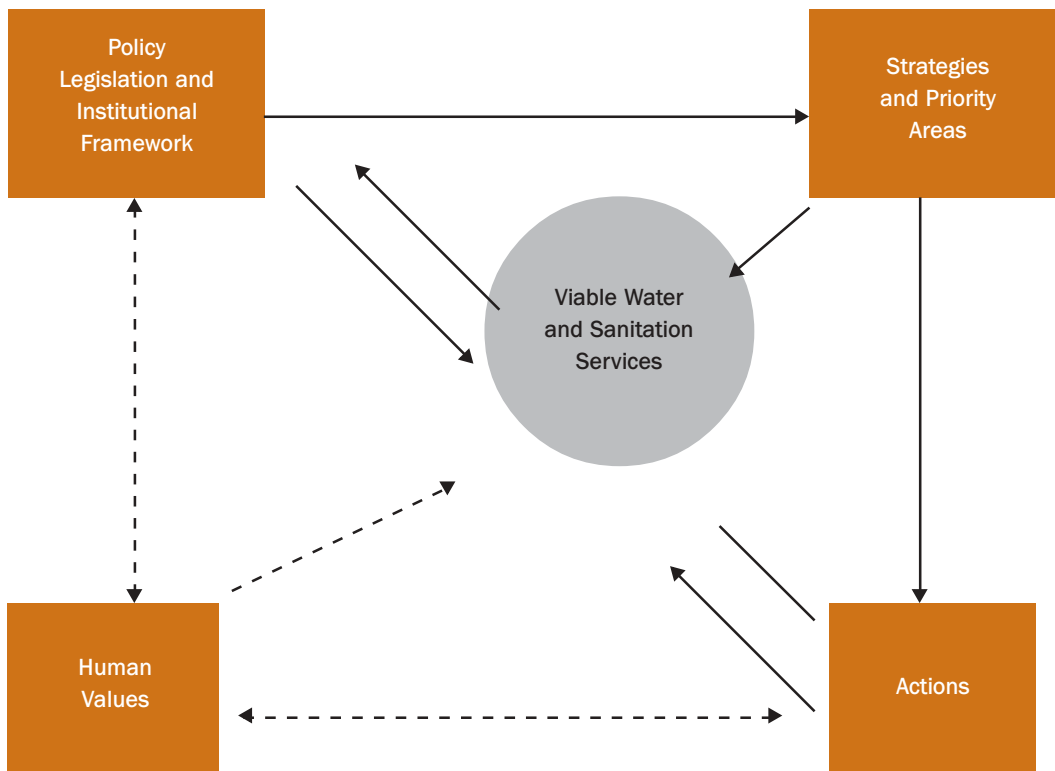 Policy
Legislation and
Institutional
Framework
Strategies
and Priority
Areas
Viable Water
and Sanitation
Services
Human
Values
Actions